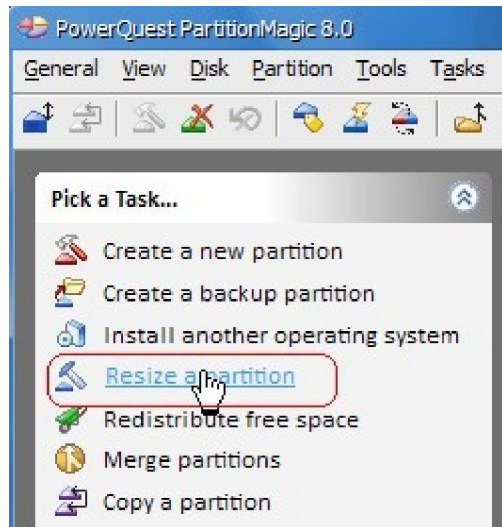 PowerQuest PartitionMagic 8.0
General View Disk Partition Tools Tasks
Pick a Task...
Create a new partition
Create a backup partition
Install another operating system
Resize a partition
Redistribute free space
Merge partitions
Copy a partition